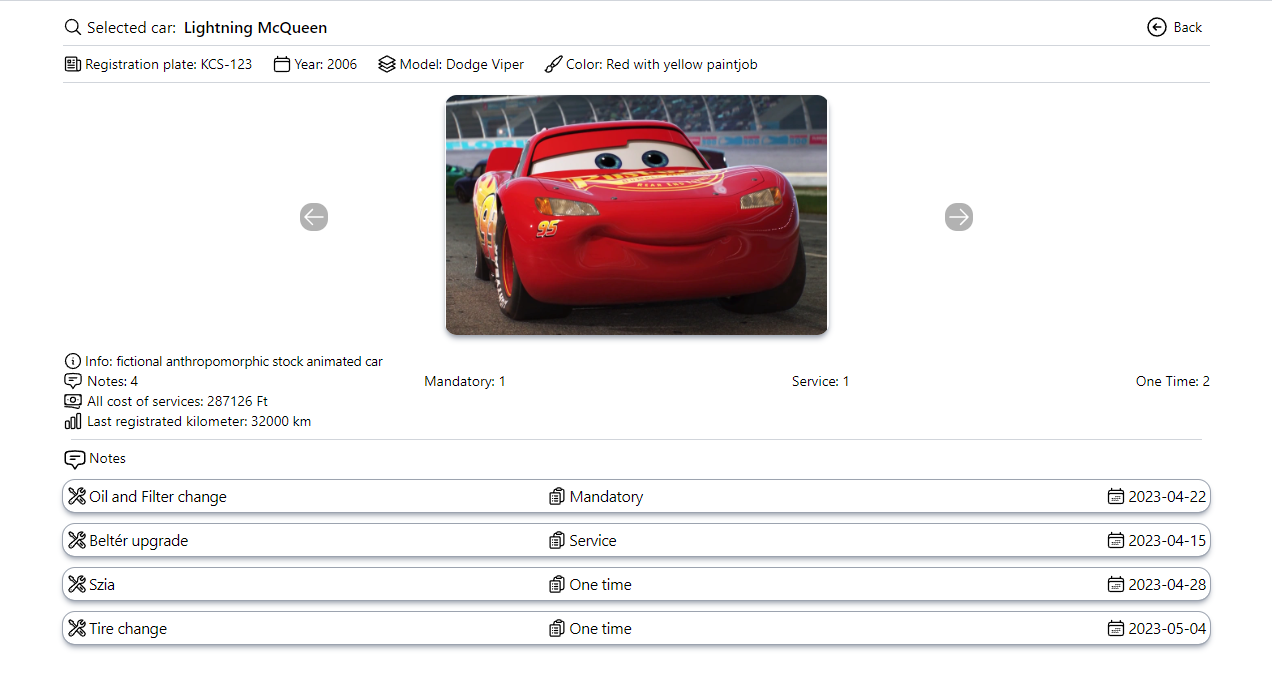 Selected car: Lightning McQueen
Back
Registration plate: KCS-123 Year: 2006 Model: Dodge Viper Color: Red with yellow paintjob
95
Info: fictional anthropomorphic stock animated car
Notes: 4 Mandatory: 1 Service: 1 One Time: 2
All cost of services: 287126 Ft
Last registrated kilometer: 32000 km
Notes
Oil and Filter change Mandatory 2023-04-22
Beltér upgrade Service 2023-04-15
Szia One time 2023-04-28
Tire change One time 2023-05-04